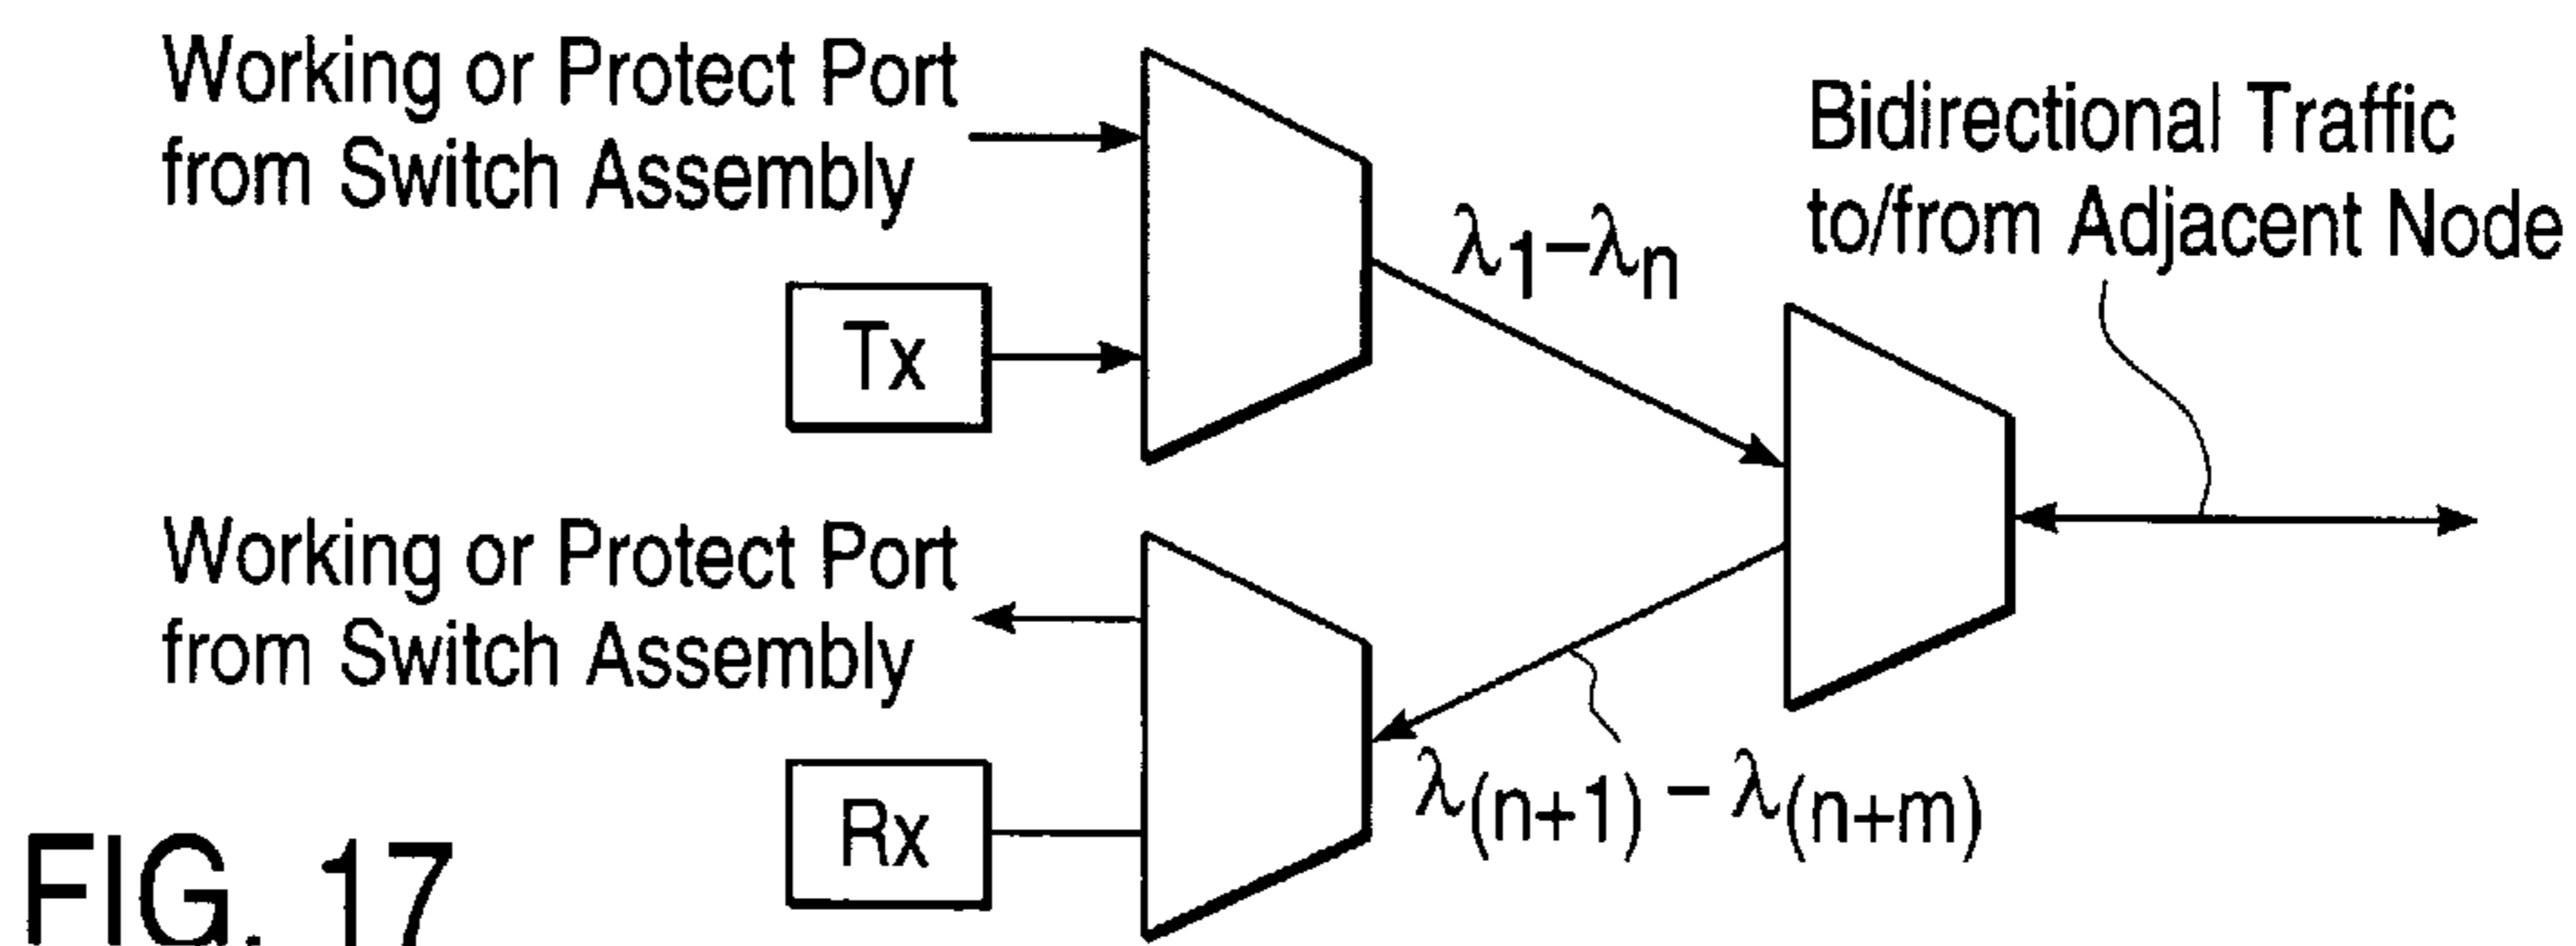 Working or Protect Port
from Switch Assembly
Bidirectional Traffic
to/from Adjacent Node
λ1–λn
Tx
Working or Protect Port
from Switch Assembly
λ(n+1) – λ(n+m)
Rx
FIG. 17